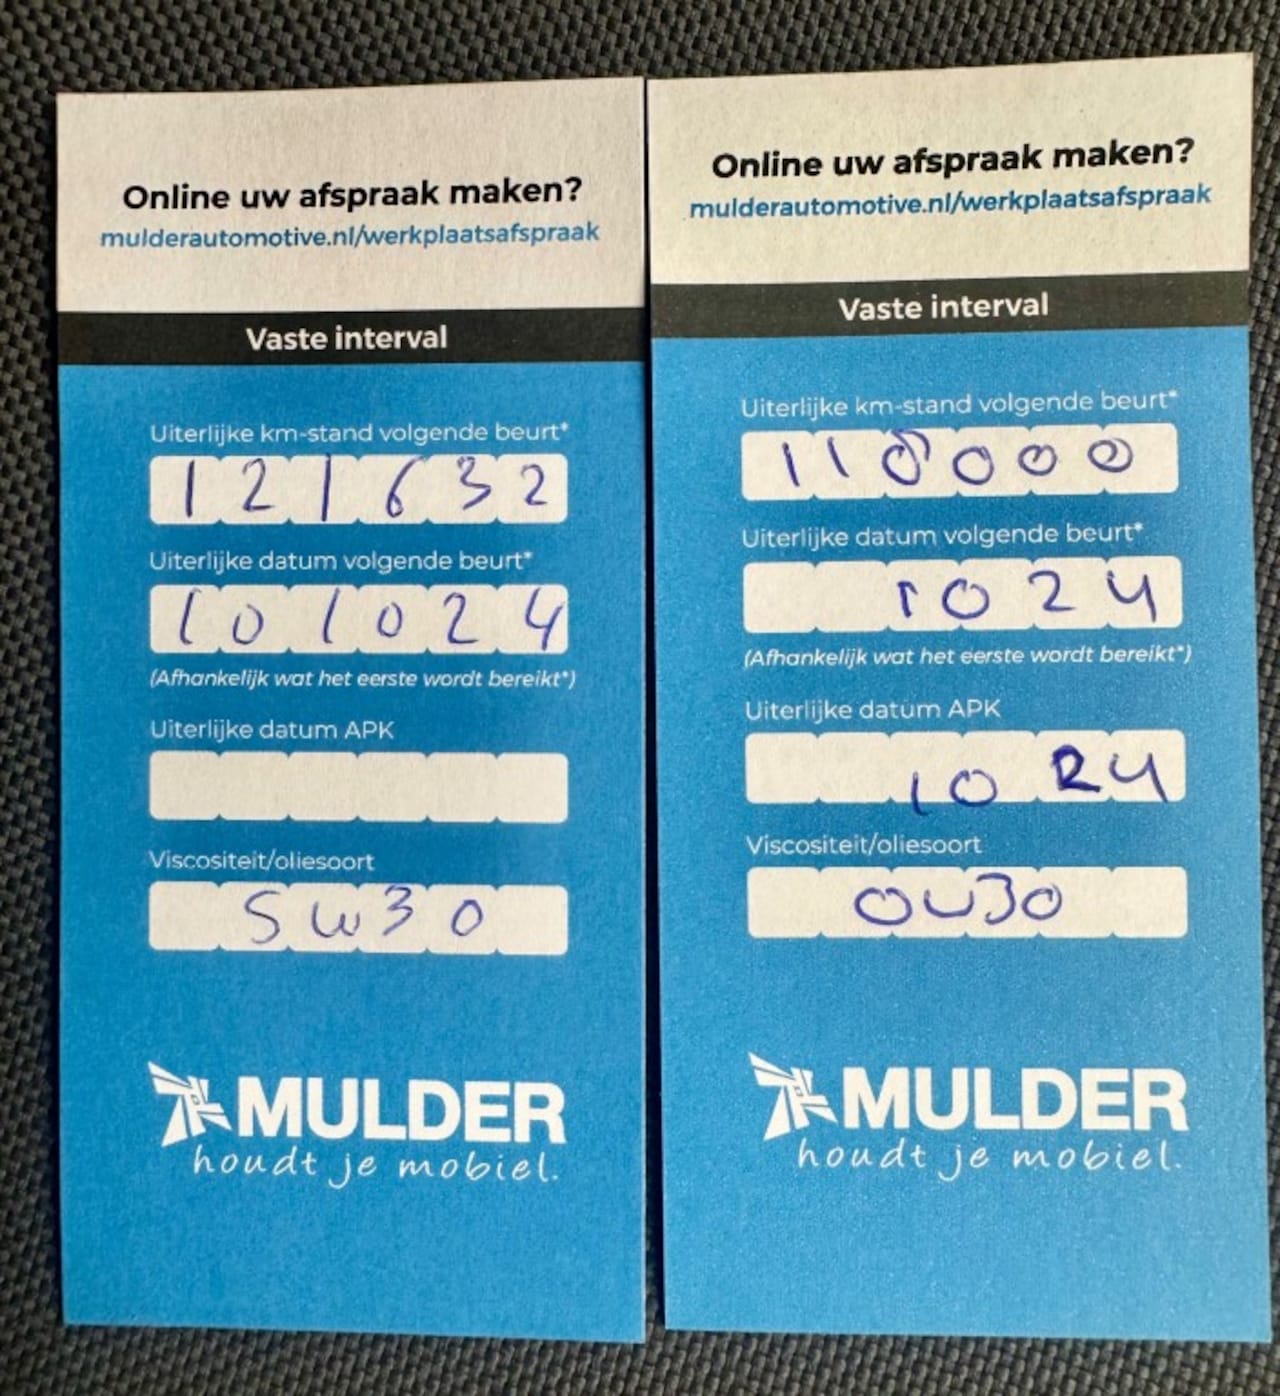 Online uw afspraak maken?
mulderautomotive.nl/werkplaatsafspraak
Vaste interval
Uiterlijke km-stand volgende beurt*
121632
Uiterlijke datum volgende beurt*
101024
(Afhankelijk wat het eerste wordt bereikt*)
Uiterlijke datum APK
Viscositeit/oliesoort
5W30
MULDER
houdt je mobiel.
Online uw afspraak maken?
mulderautomotive.nl/werkplaatsafspraak
Vaste interval
Uiterlijke km-stand volgende beurt*
110000
Uiterlijke datum volgende beurt*
1024
(Afhankelijk wat het eerste wordt bereikt*)
Uiterlijke datum APK
1024
Viscositeit/oliesoort
0W30
MULDER
houdt je mobiel.